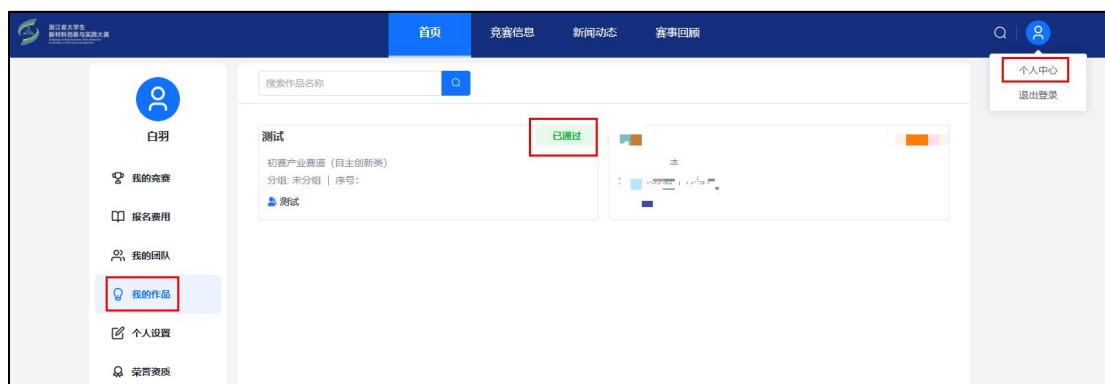 浙江省大学生
新材料创新与实践大赛
首页
竞赛信息
新闻动态
赛事回顾
个人中心
退出登录
白羽
我的竞赛
报名费用
我的团队
我的作品
个人设置
荣誉资质
搜索作品名称
测试
已通过
初赛产业赛道（自主创新类）
分组: 未分组 | 序号:
测试
本